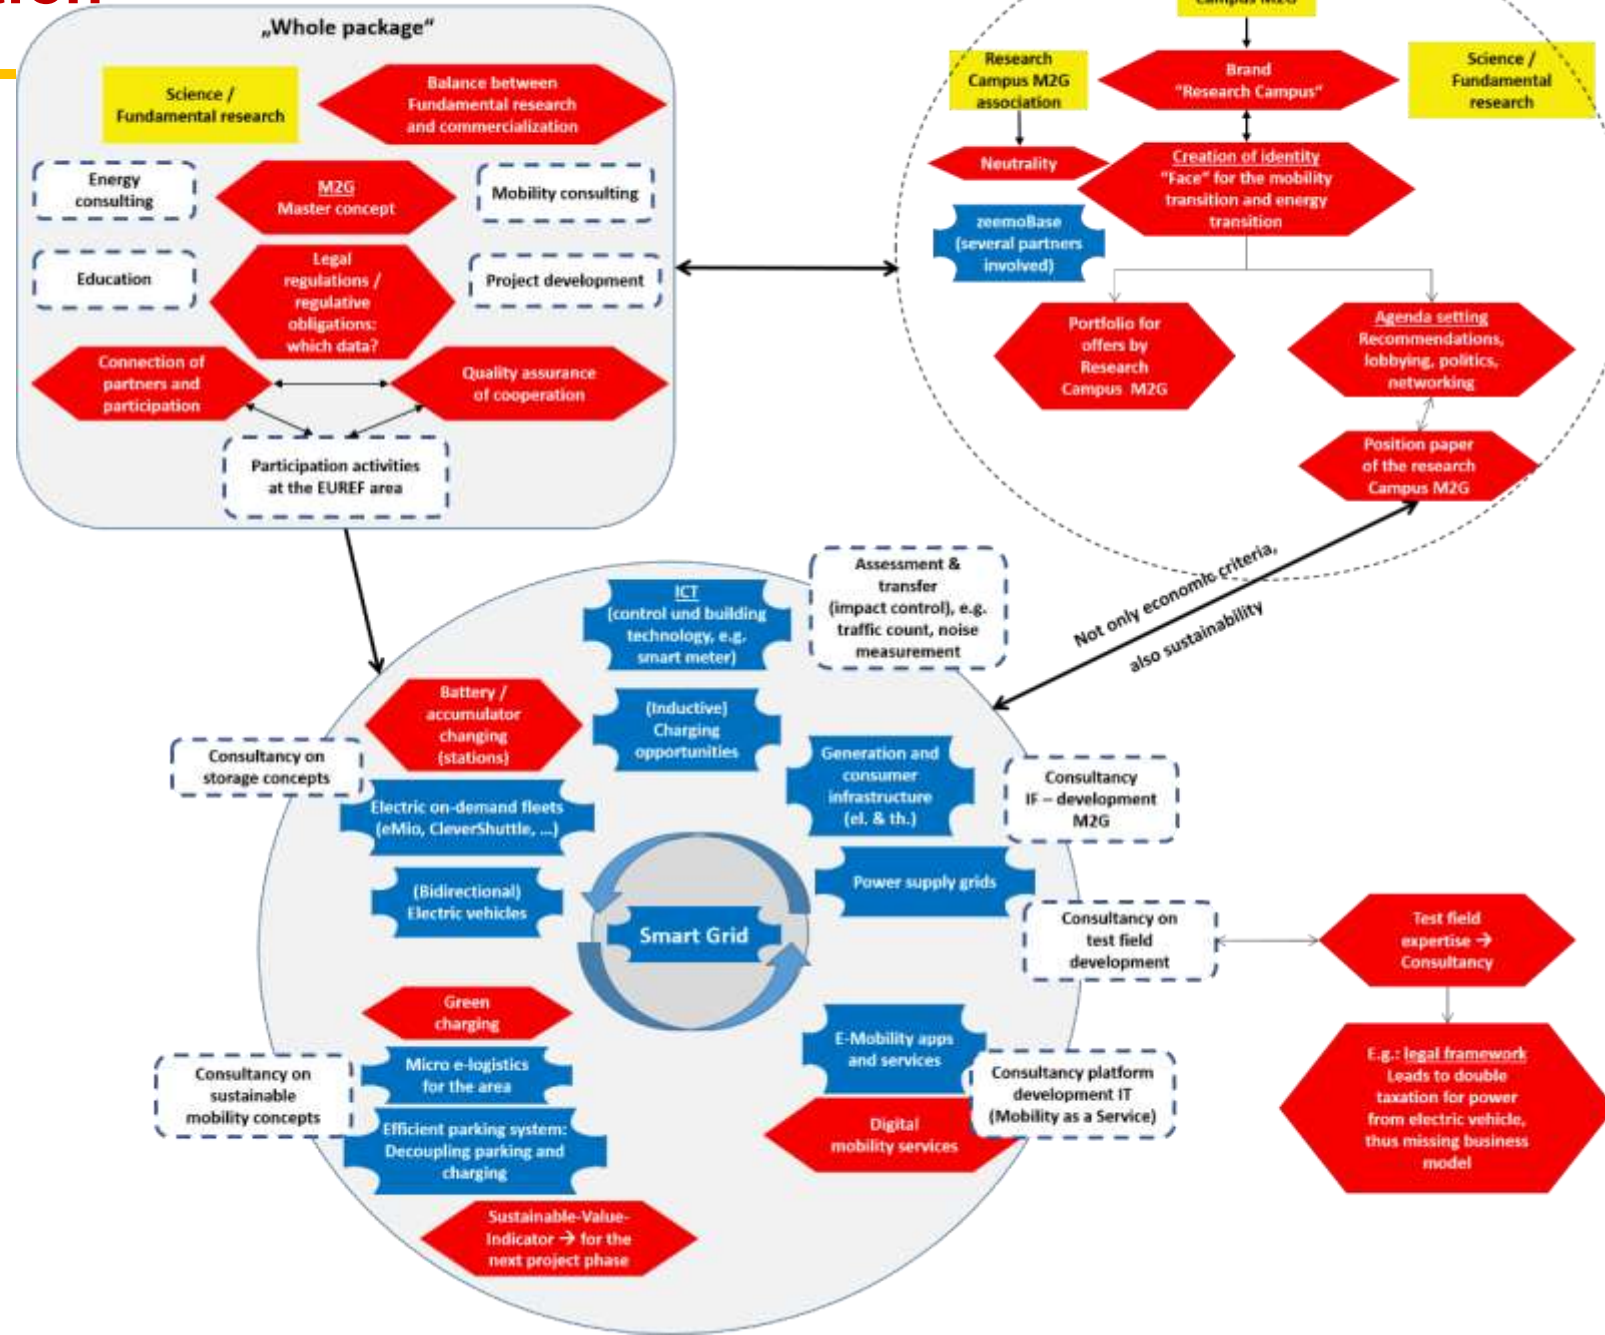 „Whole package“
Science /
Fundamental research
Balance between
Fundamental research
and commercialization
Energy
consulting
M2G
Master concept
Mobility consulting
Education
Legal
regulations /
regulative
obligations:
which data?
Project development
Connection of
partners and
participation
Quality assurance
of cooperation
Participation activities
at the EUREF area
Campus M2G
Research
Campus M2G
association
Brand
"Research Campus"
Science /
Fundamental
research
Neutrality
Creation of identity
"Face" for the mobility
transition and energy
transition
zeemoBase
(several partners
involved)
Portfolio for
offers by
Research
Campus M2G
Agenda setting
Recommendations,
lobbying, politics,
networking
Position paper
of the research
Campus M2G
Not only economic criteria,
also sustainability
ICT
(control und building
technology, e.g.
smart meter)
Assessment &
transfer
(impact control), e.g.
traffic count, noise
measurement
Battery /
accumulator
changing
(stations)
(Inductive)
Charging
opportunities
Generation and
consumer
infrastructure
(el. & th.)
Consultancy on
storage concepts
Consultancy
IF – development
M2G
Electric on-demand fleets
(eMio, CleverShuttle, ...)
(Bidirectional)
Electric vehicles
Power supply grids
Smart Grid
Consultancy on
test field
development
Test field
expertise →
Consultancy
Green
charging
E-Mobility apps
and services
Micro e-logistics
for the area
Consultancy on
sustainable
mobility concepts
Consultancy platform
development IT
(Mobility as a Service)
E.g.: legal framework
Leads to double
taxation for power
from electric vehicle,
thus missing business
model
Efficient parking system:
Decoupling parking and
charging
Digital
mobility services
Sustainable-Value-
Indicator → for the
next project phase